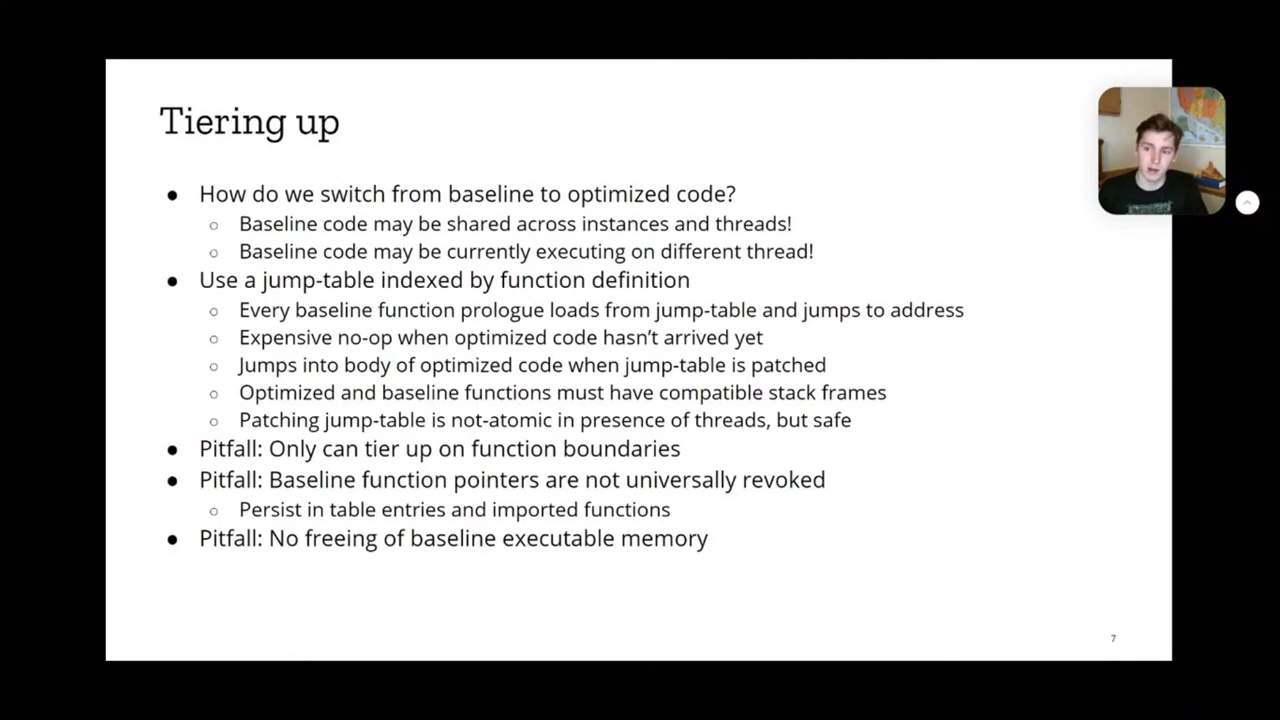 Tiering up
● How do we switch from baseline to optimized code?
○ Baseline code may be shared across instances and threads!
○ Baseline code may be currently executing on different thread!
● Use a jump-table indexed by function definition
○ Every baseline function prologue loads from jump-table and jumps to address
○ Expensive no-op when optimized code hasn’t arrived yet
○ Jumps into body of optimized code when jump-table is patched
○ Optimized and baseline functions must have compatible stack frames
○ Patching jump-table is not-atomic in presence of threads, but safe
● Pitfall: Only can tier up on function boundaries
● Pitfall: Baseline function pointers are not universally revoked
○ Persist in table entries and imported functions
● Pitfall: No freeing of baseline executable memory
7